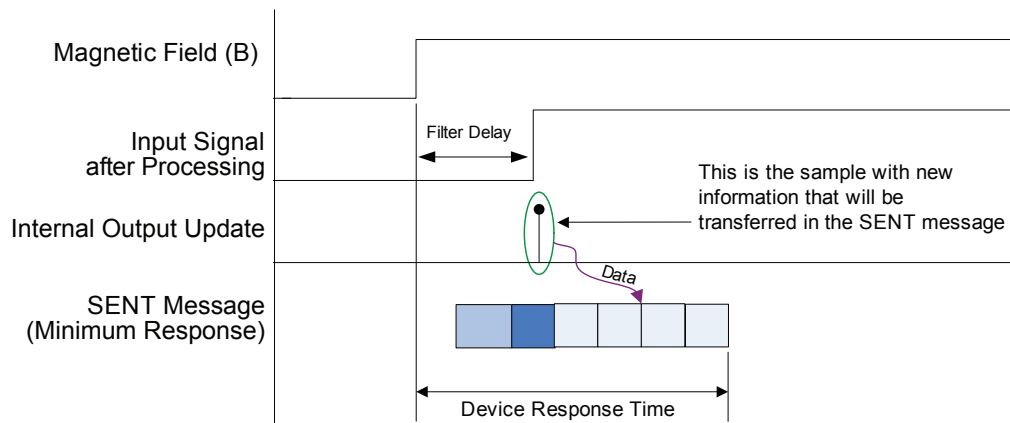 Magnetic Field (B)
Input Signal
after Processing
Filter Delay
This is the sample with new
information that will be
transferred in the SENT message
Internal Output Update
Data
SENT Message
(Minimum Response)
Device Response Time